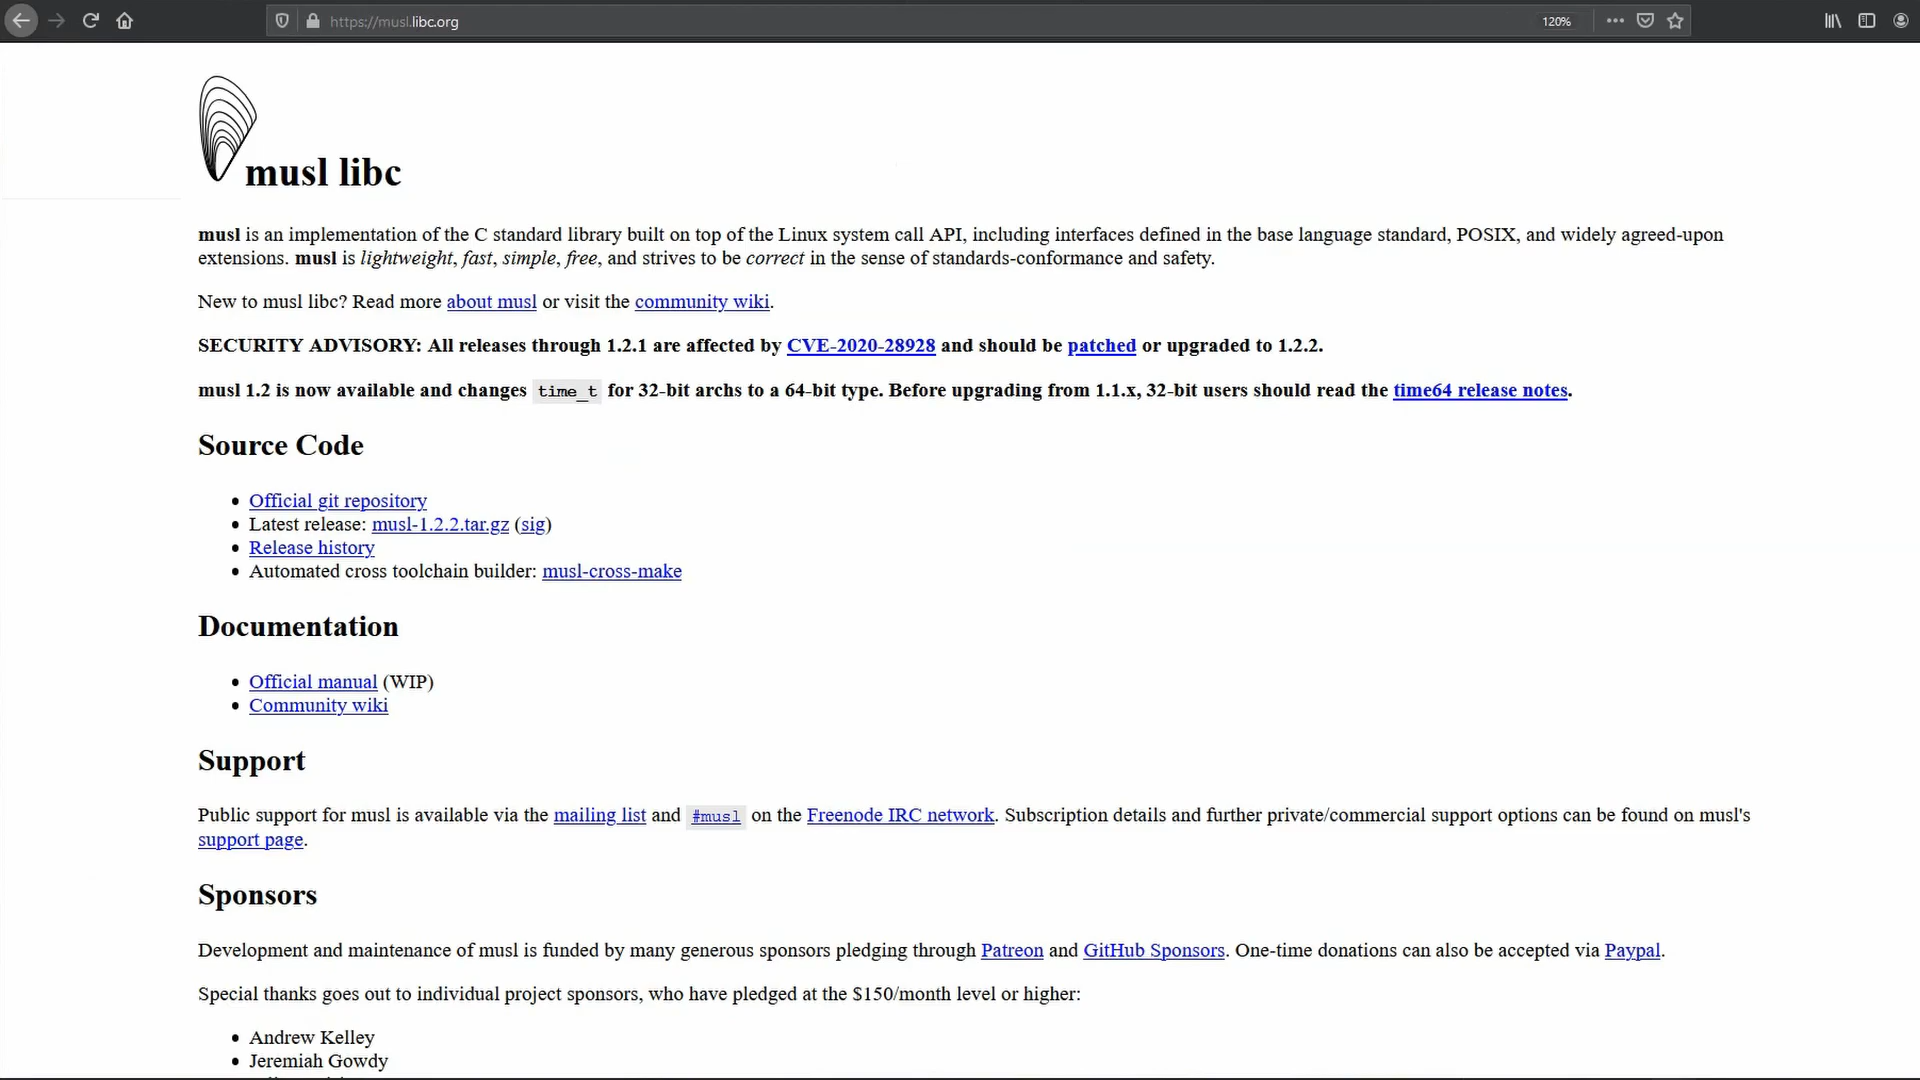 https://musl.libc.org
120%
musl libc
musl is an implementation of the C standard library built on top of the Linux system call API, including interfaces defined in the base language standard, POSIX, and widely agreed-upon
extensions. musl is lightweight, fast, simple, free, and strives to be correct in the sense of standards-conformance and safety.
New to musl libc? Read more about musl or visit the community wiki.
SECURITY ADVISORY: All releases through 1.2.1 are affected by CVE-2020-28928 and should be patched or upgraded to 1.2.2.
musl 1.2 is now available and changes time_t for 32-bit archs to a 64-bit type. Before upgrading from 1.1.x, 32-bit users should read the time64 release notes.
Source Code
• Official git repository
• Latest release: musl-1.2.2.tar.gz (sig)
• Release history
• Automated cross toolchain builder: musl-cross-make
Documentation
• Official manual (WIP)
• Community wiki
Support
Public support for musl is available via the mailing list and #musl on the Freenode IRC network. Subscription details and further private/commercial support options can be found on musl's
support page.
Sponsors
Development and maintenance of musl is funded by many generous sponsors pledging through Patreon and GitHub Sponsors. One-time donations can also be accepted via Paypal.
Special thanks goes out to individual project sponsors, who have pledged at the $150/month level or higher:
• Andrew Kelley
• Jeremiah Gowdy